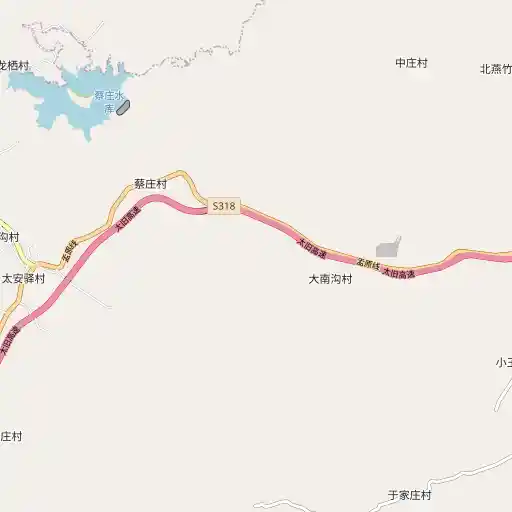 中庄村
龙栖村
北燕竹
蔡庄水
库
蔡庄村
S318
太旧高速
沟村
孟原线
太旧高速
孟原线
太旧高速
太安驿村
大南沟村
太旧高速
小王
庄村
于家庄村